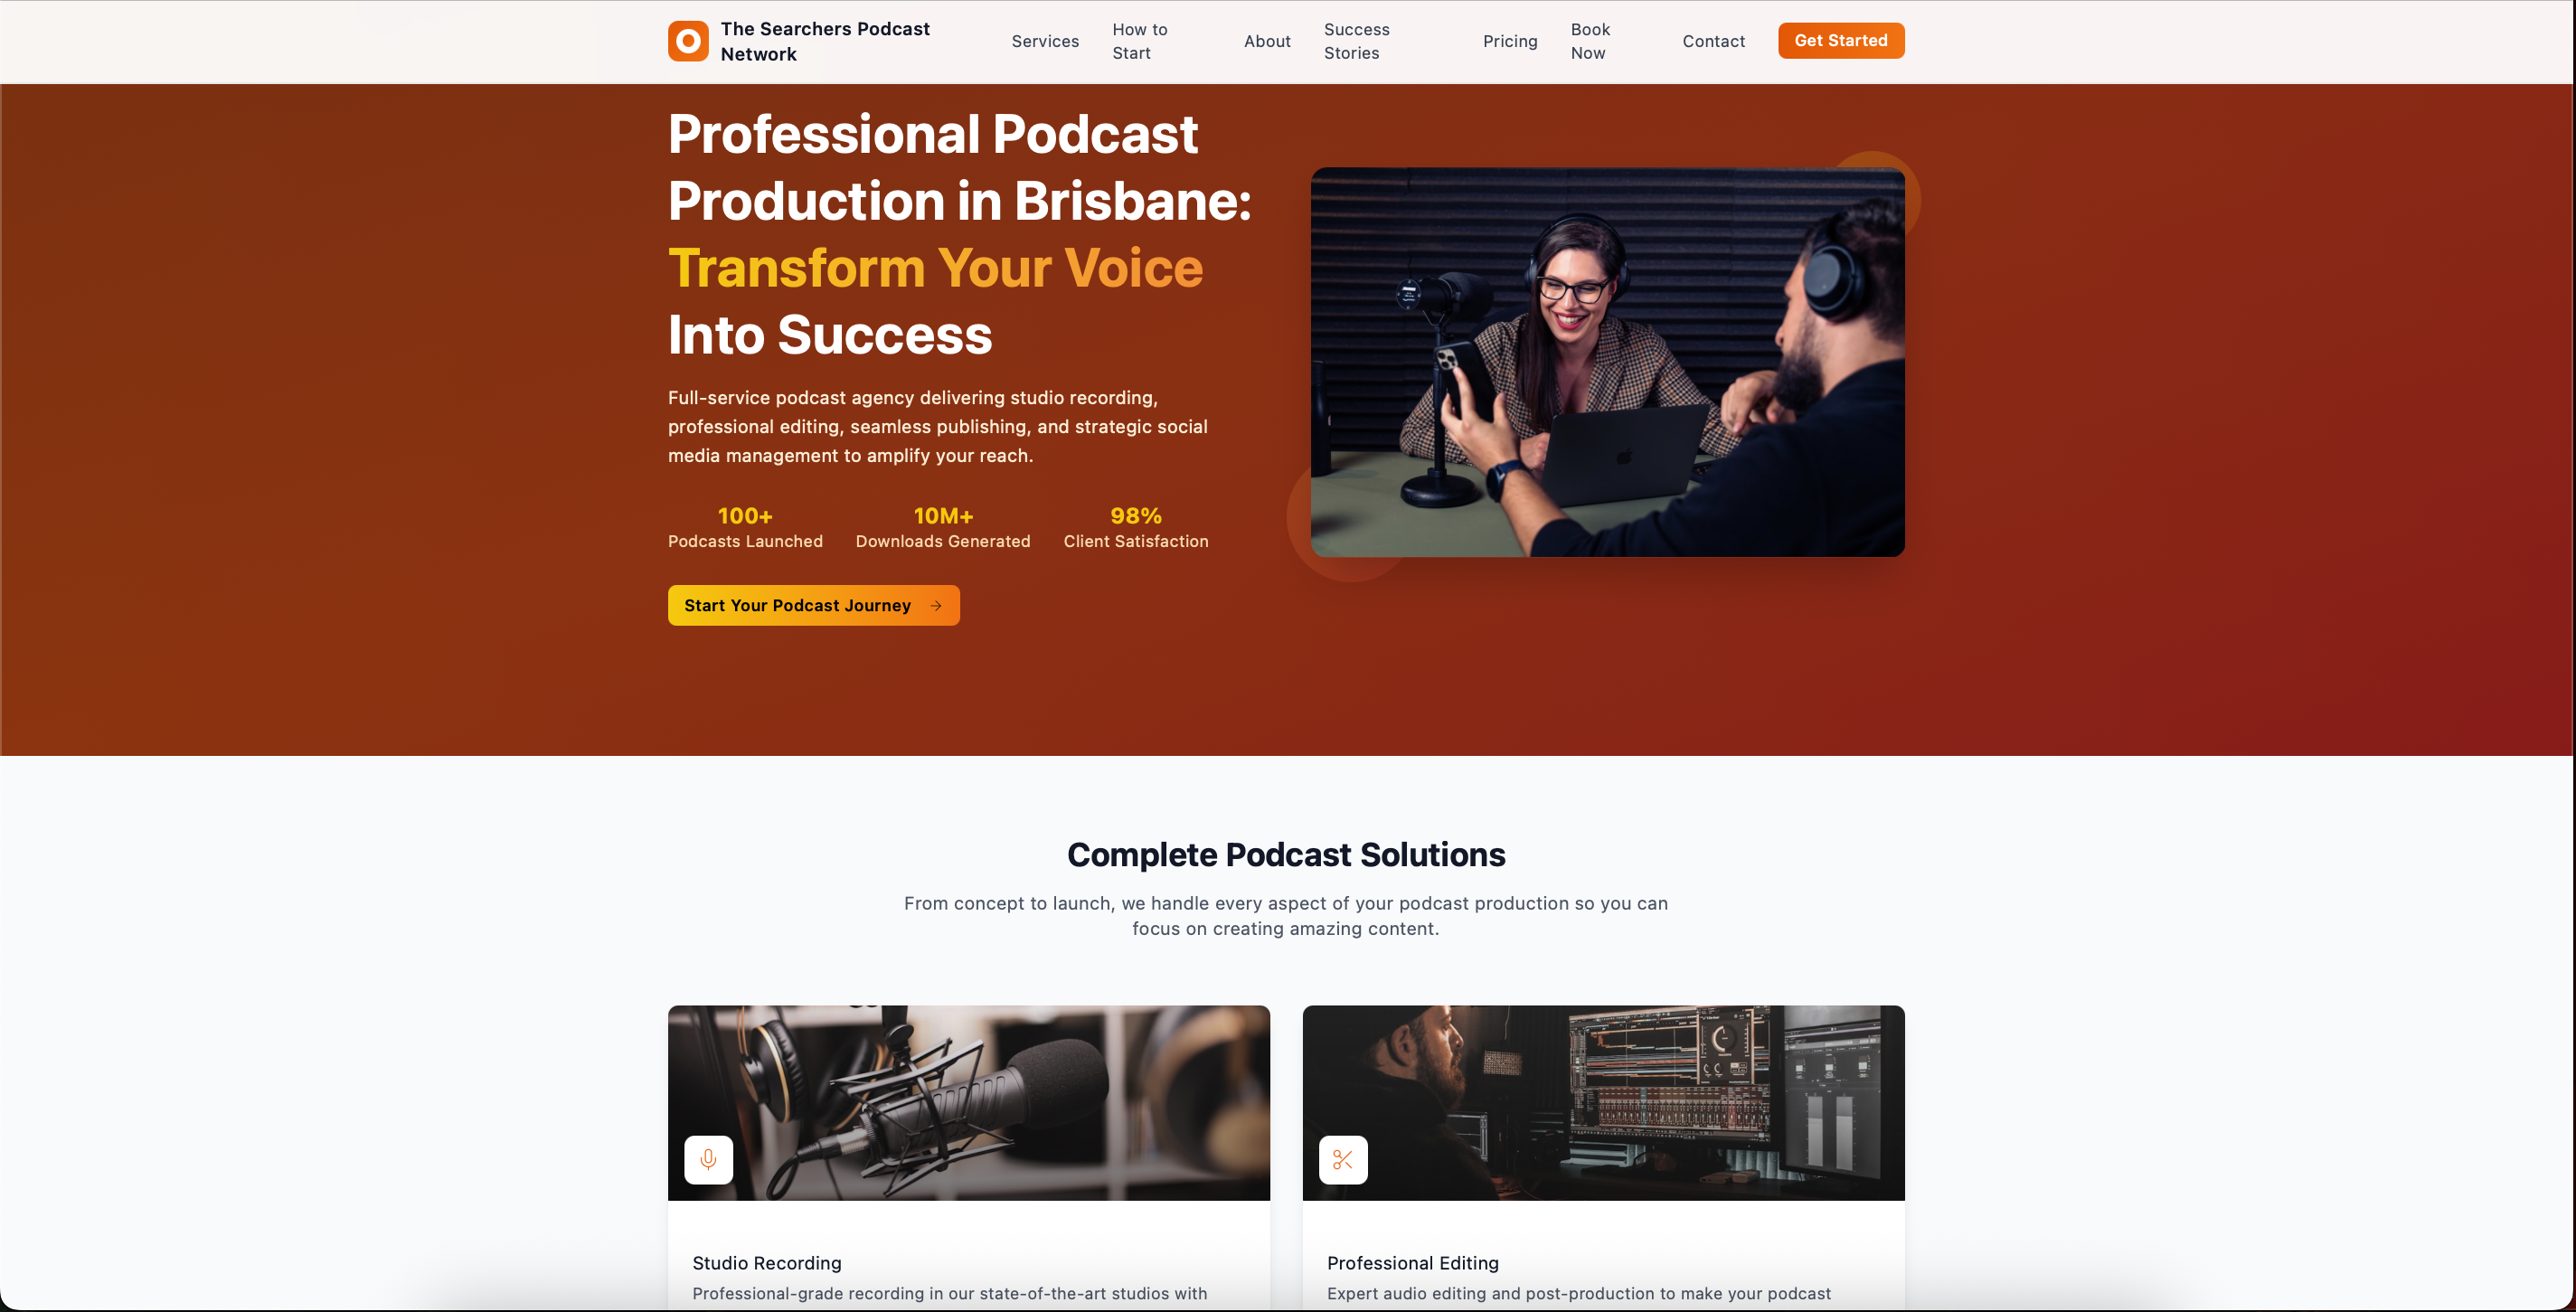 The Searchers Podcast
Network
Services
How to
Start
About
Success
Stories
Pricing
Book
Now
Contact
Get Started
Professional Podcast
Production in Brisbane:
Transform Your Voice
Into Success
Full-service podcast agency delivering studio recording,
professional editing, seamless publishing, and strategic social
media management to amplify your reach.
100+
Podcasts Launched
10M+
Downloads Generated
98%
Client Satisfaction
Start Your Podcast Journey →
Complete Podcast Solutions
From concept to launch, we handle every aspect of your podcast production so you can
focus on creating amazing content.
Studio Recording
Professional-grade recording in our state-of-the-art studios with
Professional Editing
Expert audio editing and post-production to make your podcast